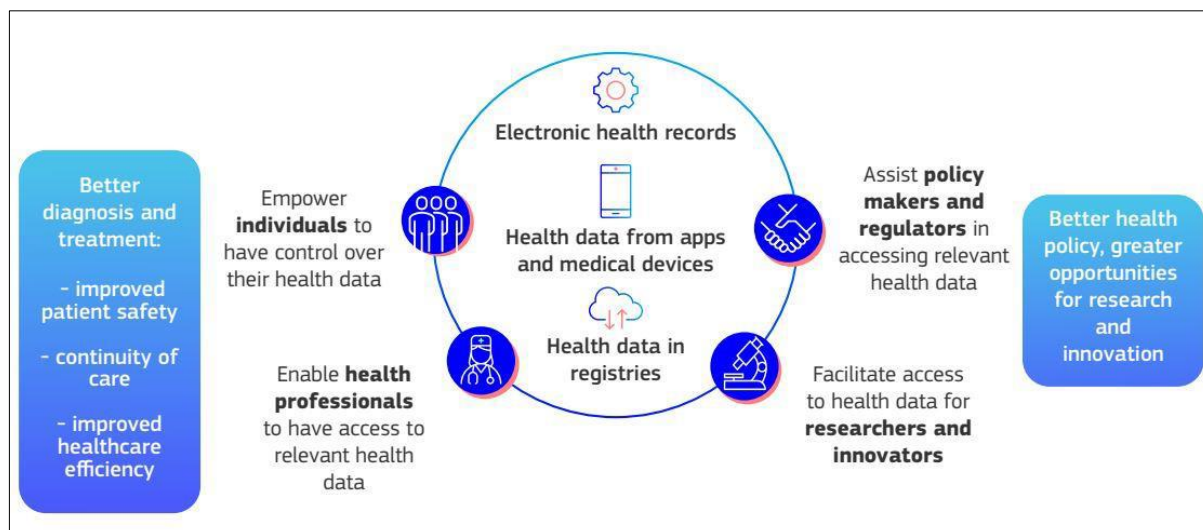 Better
diagnosis and
treatment:
- improved
patient safety
- continuity of
care
- improved
healthcare
efficiency
Empower
individuals to
have control over
their health data
Enable health
professionals
to have access to
relevant health
data
Electronic health records
Health data from apps
and medical devices
Health data in
registries
Assist policy
makers and
regulators in
accessing relevant
health data
Facilitate access
to health data for
researchers and
innovators
Better health
policy, greater
opportunities
for research
and
innovation